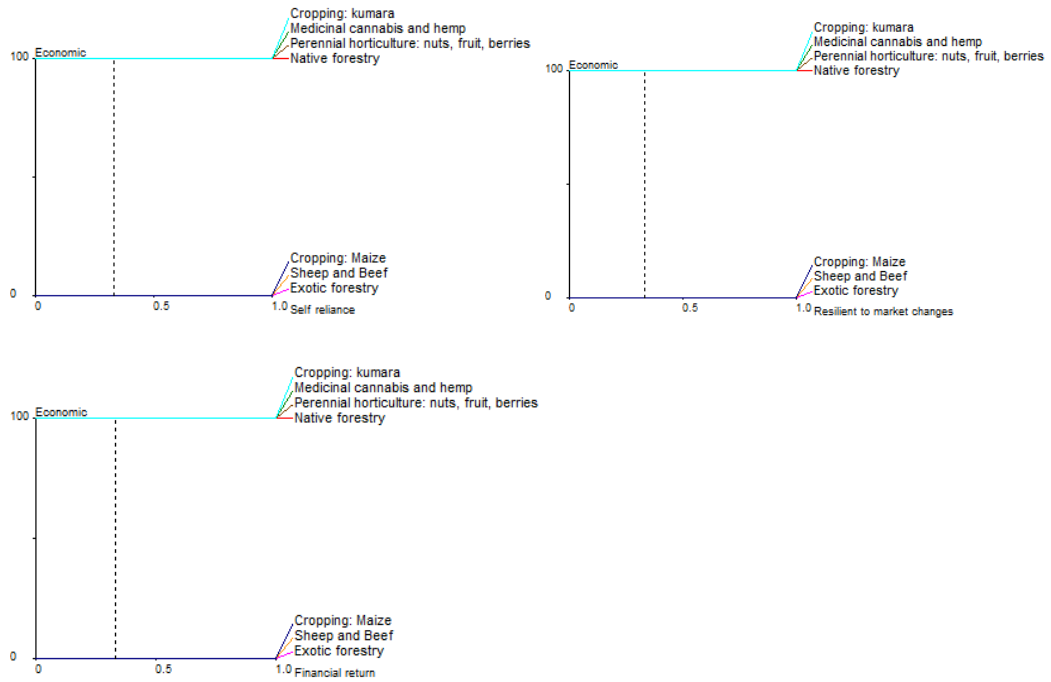 Cropping: kumara
Medicinal cannabis and hemp
Perennial horticulture: nuts, fruit, berries
100 Economic Native forestry
Cropping: Maize
Sheep and Beef
0 Exotic forestry
0 0.5 1.0 Self reliance
Cropping: kumara
Medicinal cannabis and hemp
Perennial horticulture: nuts, fruit, berries
100 Economic Native forestry
Cropping: Maize
Sheep and Beef
0 Exotic forestry
0 0.5 1.0 Resilient to market changes
Cropping: kumara
Medicinal cannabis and hemp
Perennial horticulture: nuts, fruit, berries
100 Economic Native forestry
Cropping: Maize
Sheep and Beef
0 Exotic forestry
0 0.5 1.0 Financial return